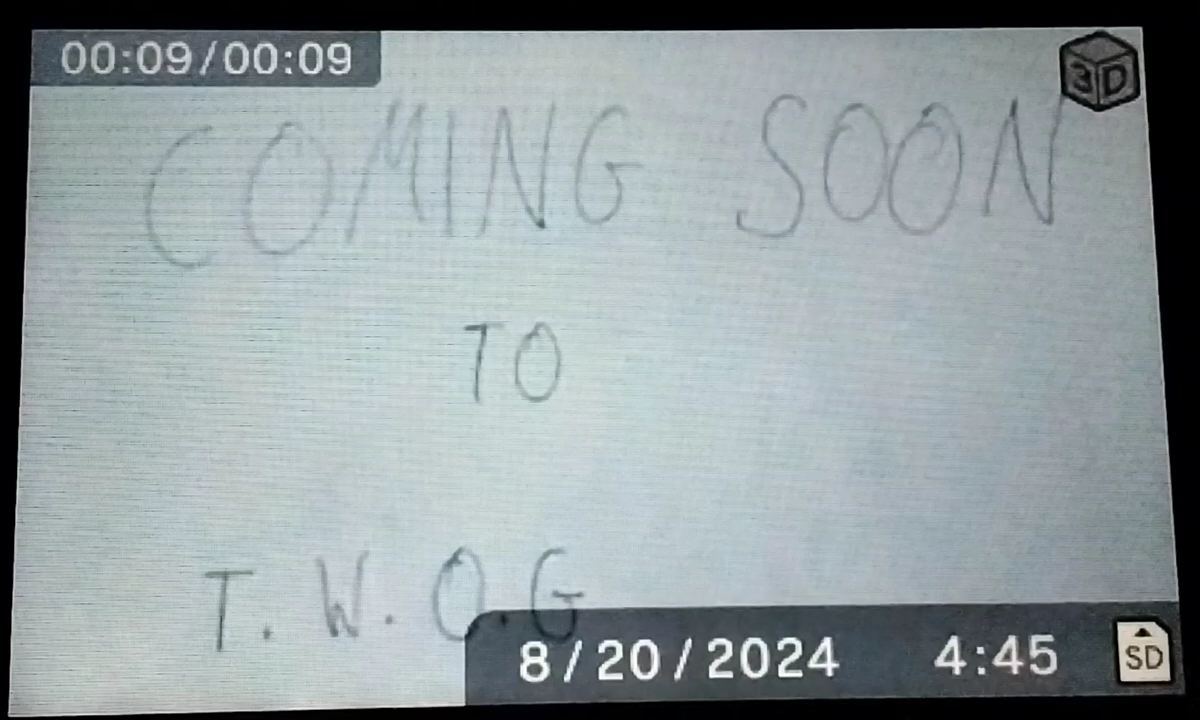 00:09/00:09
3D
COMING SOON
TO
T. W. O. G
8/20/2024 4:45
SD